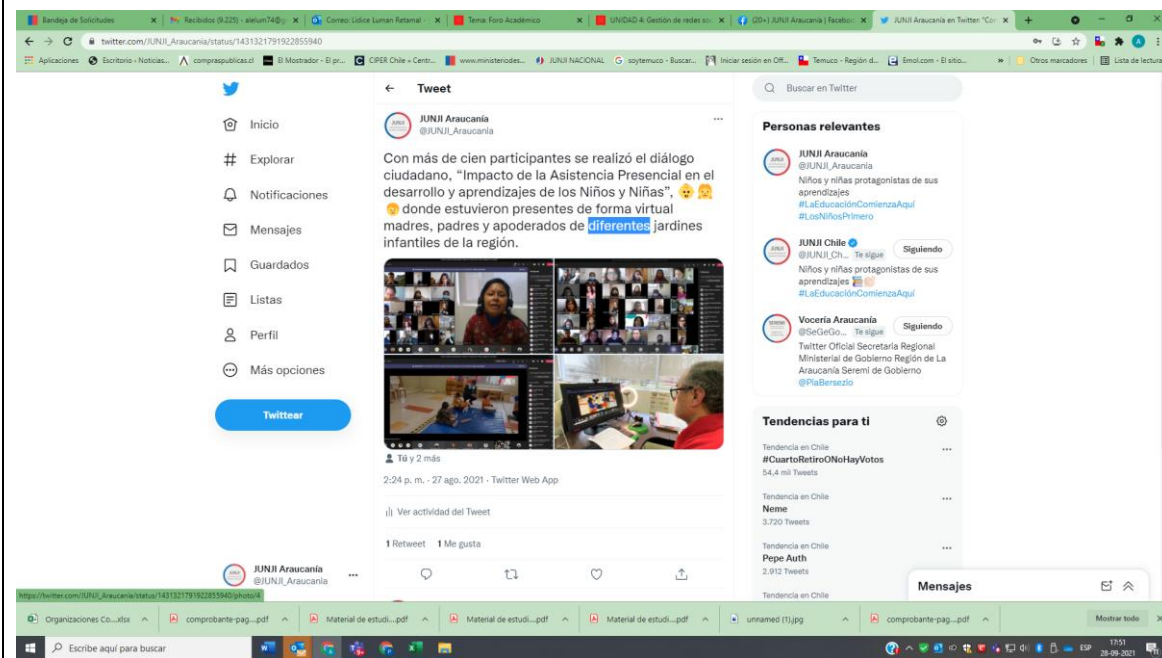 Bandeja de Solicitudes
Recibidos (9.225) - aielum74@g
Correo: Lidice Luman Retamal -
Tema: Foro Académico
UNIDAD 4: Gestión de redes so
(20+) JUNJI Araucanía | Faceboo
JUNJI Araucanía en Twitter: "Con
twitter.com/JUNJI_Araucania/status/1431321791922855940
Aplicaciones
Escritorio ‹ Noticias...
compraspublicas.cl
El Mostrador - El pr...
CIPER Chile » Centr...
www.ministeriodes...
JUNJI NACIONAL
soytemuco - Buscar...
Iniciar sesión en Off...
Temuco - Región d...
Emol.com - El sitio...
Otros marcadores
Lista de lectura
Inicio
Explorar
Notificaciones
Mensajes
Guardados
Listas
Perfil
Más opciones
Twittear
JUNJI Araucanía
@JUNJI_Araucania
Tweet
JUNJI Araucanía
@JUNJI_Araucania
Con más de cien participantes se realizó el diálogo
ciudadano, "Impacto de la Asistencia Presencial en el
desarrollo y aprendizajes de los Niños y Niñas",
donde estuvieron presentes de forma virtual
madres, padres y apoderados de diferentes jardines
infantiles de la región.
Tú y 2 más
2:24 p. m. · 27 ago. 2021 · Twitter Web App
Ver actividad del Tweet
1 Retweet 1 Me gusta
Buscar en Twitter
Personas relevantes
JUNJI Araucanía
@JUNJI_Araucania
Niños y niñas protagonistas de sus
aprendizajes
#LaEducaciónComienzaAquí
#LosNiñosPrimero
JUNJI Chile
@JUNJI_Ch... Te sigue
Siguiendo
Niños y niñas protagonistas de sus
aprendizajes
#LaEducaciónComienzaAquí
Vocería Araucanía
@SeGeGo... Te sigue
Siguiendo
Twitter Oficial Secretaría Regional
Ministerial de Gobierno Región de La
Araucanía Seremi de Gobierno
@PiaBersezio
Tendencias para ti
Tendencia en Chile
#CuartoRetiroONoHayVotos
54,4 mil Tweets
Tendencia en Chile
Neme
3.720 Tweets
Tendencia en Chile
Pepe Auth
2.912 Tweets
Tendencia en Chile
Mensajes
https://twitter.com/JUNJI_Araucania/status/1431321791922855940/photo/4
Organizaciones Co....xlsx
comprobante-pag...pdf
Material de estudi...pdf
Material de estudi...pdf
Material de estudi...pdf
unnamed (1).jpg
comprobante-pag...pdf
Mostrar todo
Escribe aquí para buscar
ESP
17:51
28-09-2021